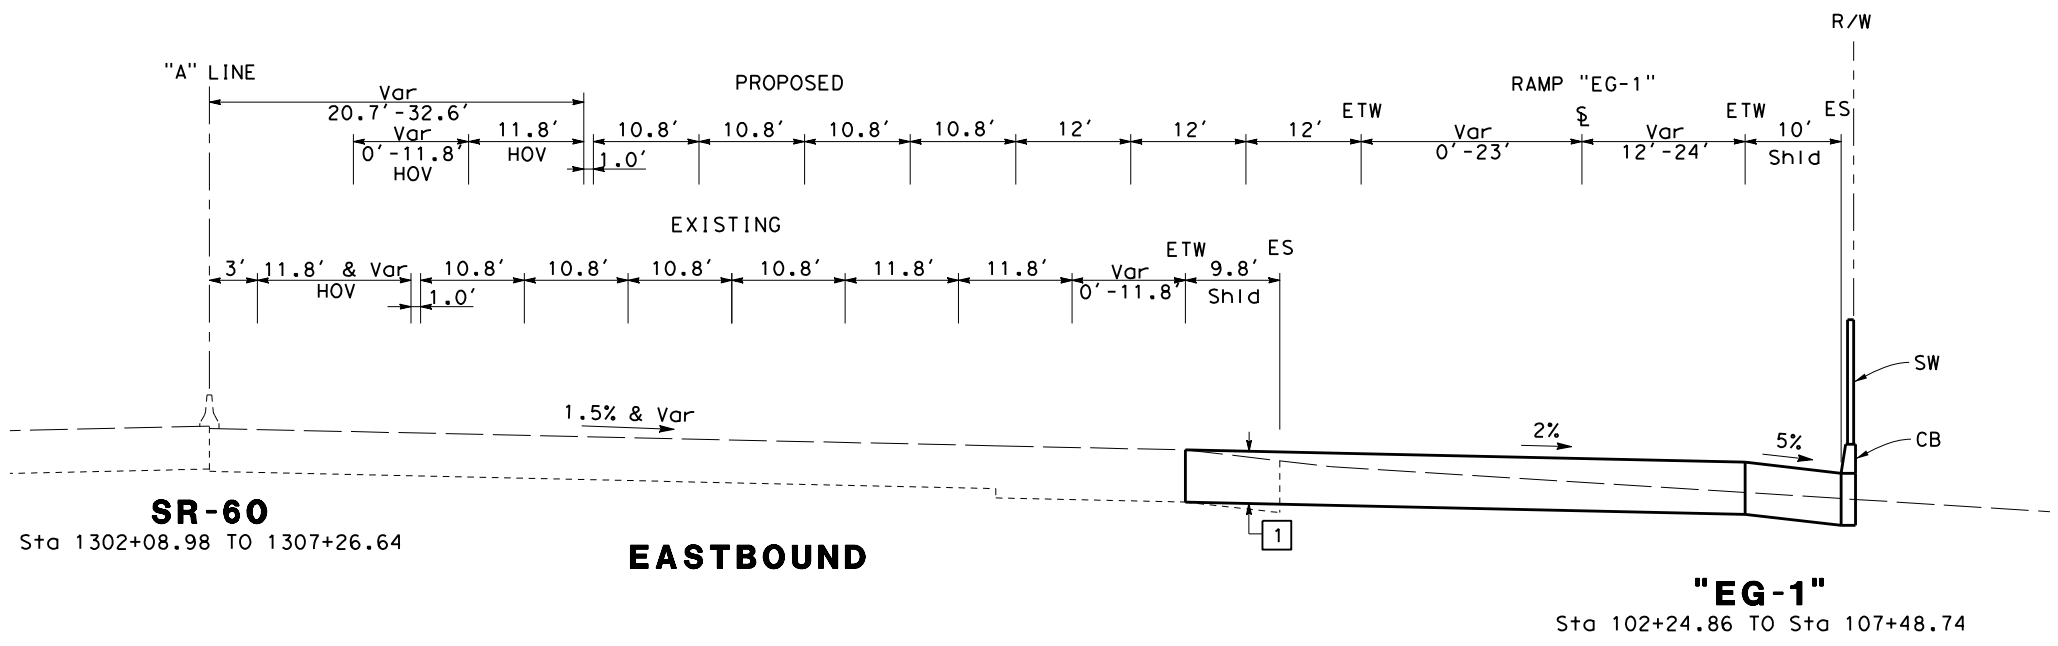 R/W
"A" LINE
PROPOSED
RAMP "EG-1"
Var
20.7'-32.6'
ETW
℄
ETW
ES
Var
0'-11.8'
HOV
11.8'
HOV
1.0'
10.8'
10.8'
10.8'
10.8'
12'
12'
12'
Var
0'-23'
Var
12'-24'
10'
Shld
EXISTING
ETW
ES
3'
11.8' & Var
HOV
1.0'
10.8'
10.8'
10.8'
10.8'
11.8'
11.8'
Var
0'-11.8'
9.8'
Shld
SW
1.5% & Var
2%
5%
CB
1
SR-60
Sta 1302+08.98 TO 1307+26.64
EASTBOUND
"EG-1"
Sta 102+24.86 TO Sta 107+48.74